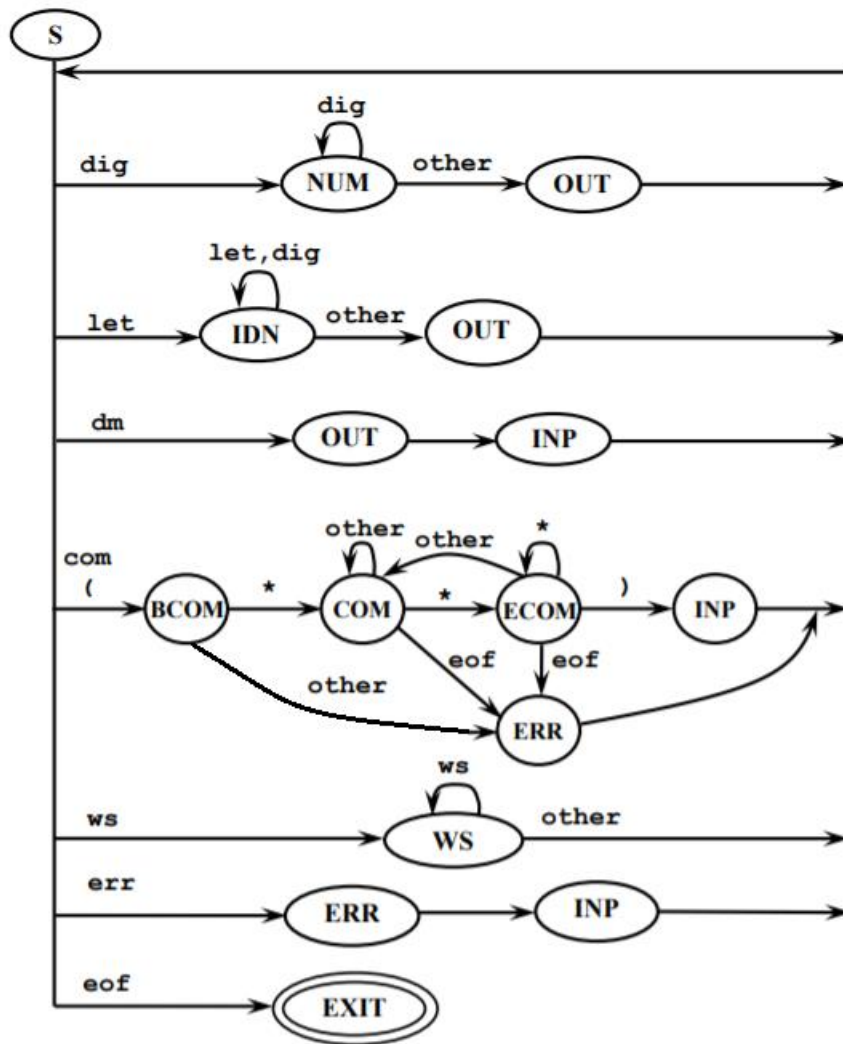 S
dig
dig
NUM
other
OUT
let,dig
let
IDN
other
OUT
dm
OUT
INP
com
(
BCOM
*
other
COM
other
*
*
ECOM
)
INP
other
eof
eof
ERR
ws
ws
WS
other
err
ERR
INP
eof
EXIT